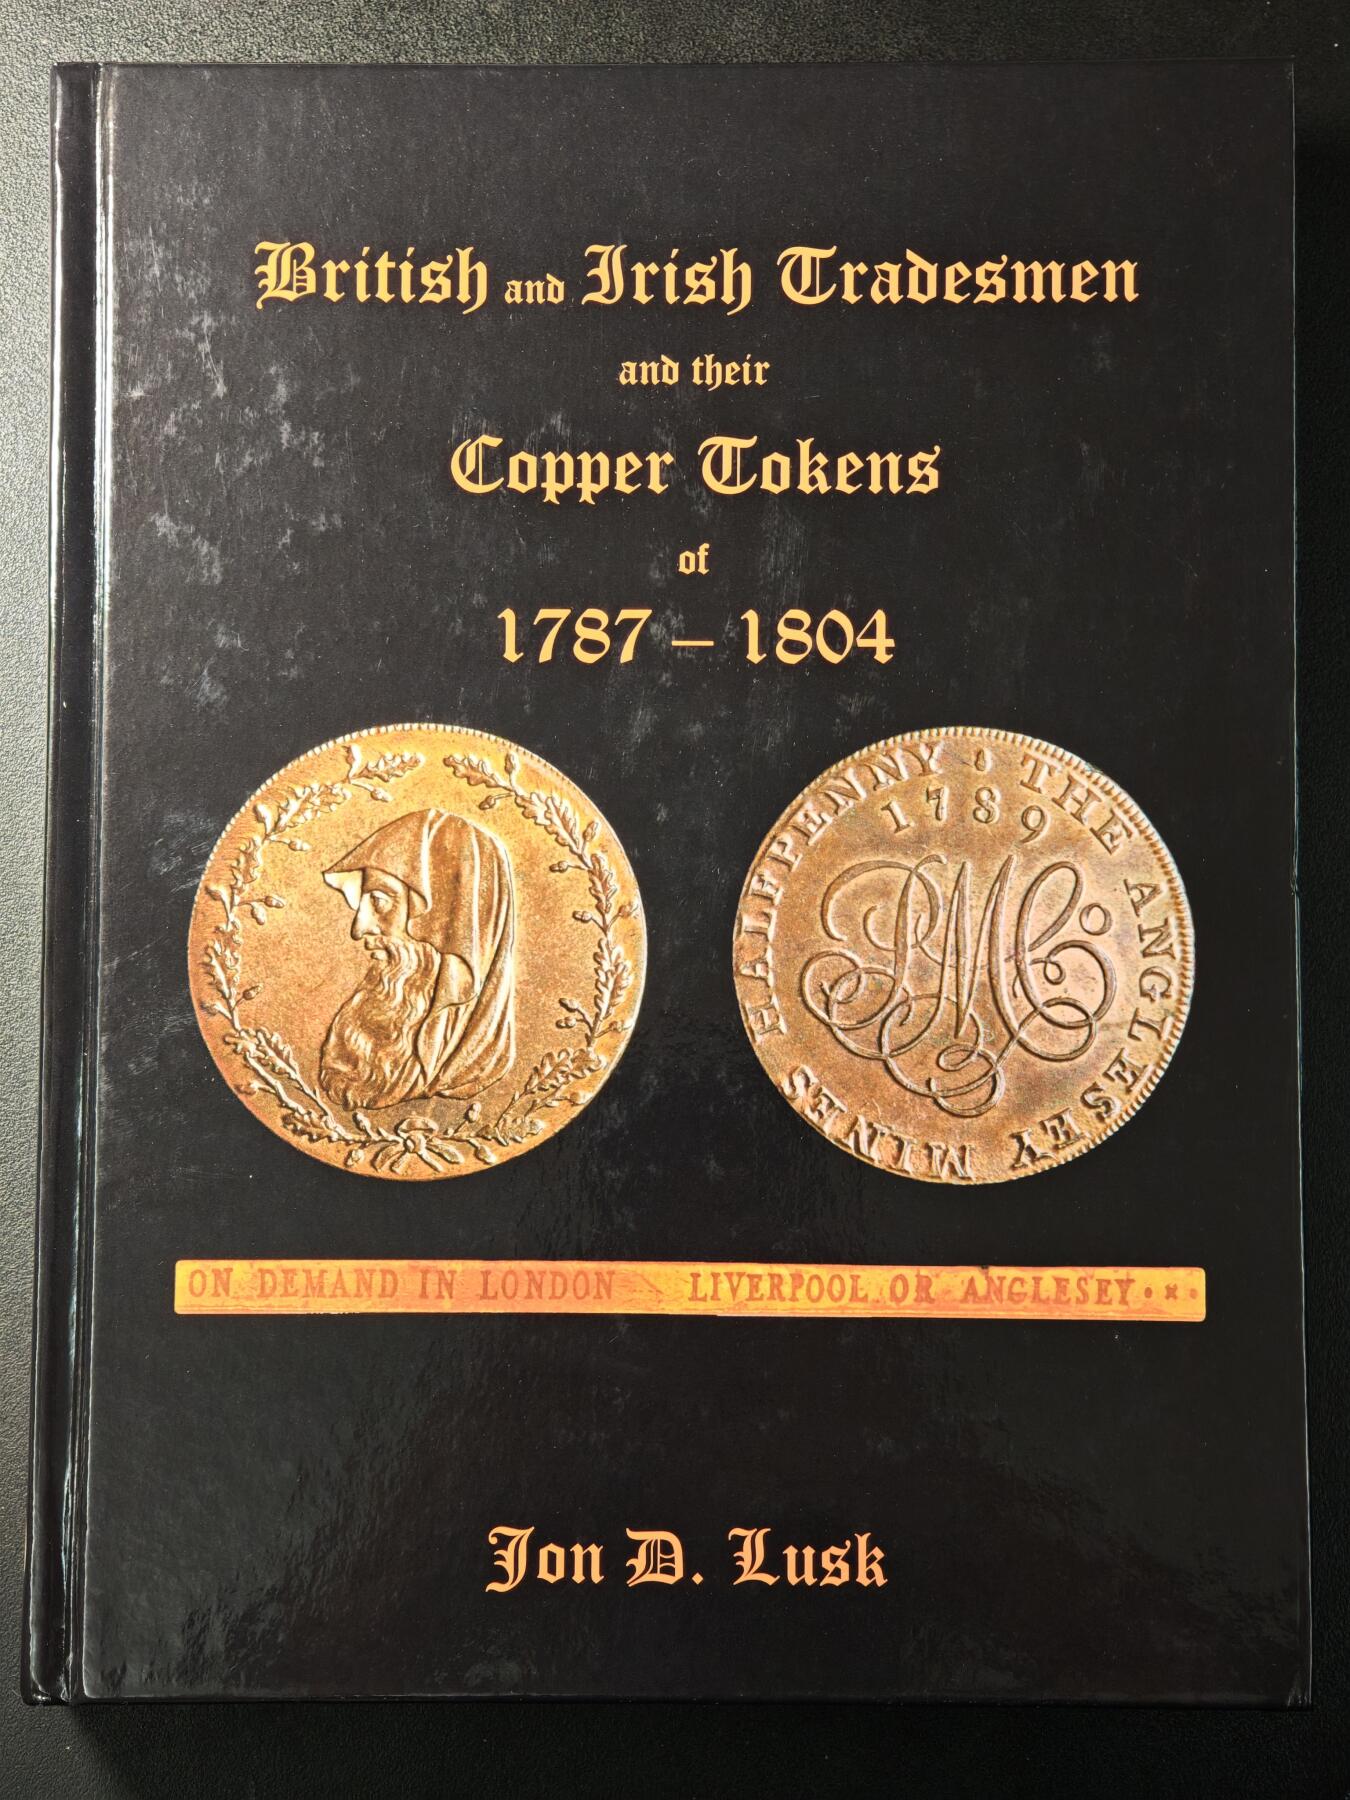 British and Irish Tradesmen
and their
Copper Tokens
of
1787 – 1804
HALFPENNY : THE ANGLESEY MINES
1789
PMCo
ON DEMAND IN LONDON LIVERPOOL OR ANGLESEY
Jon D. Lusk